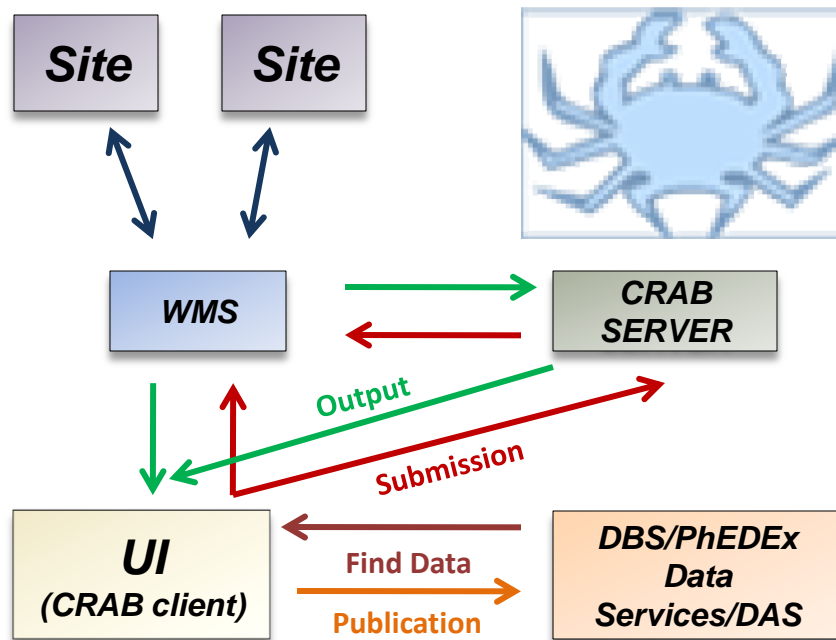 Site
Site
WMS
CRAB
SERVER
Output
Submission
UI
(CRAB client)
Find Data
Publication
DBS/PhEDEx
Data
Services/DAS